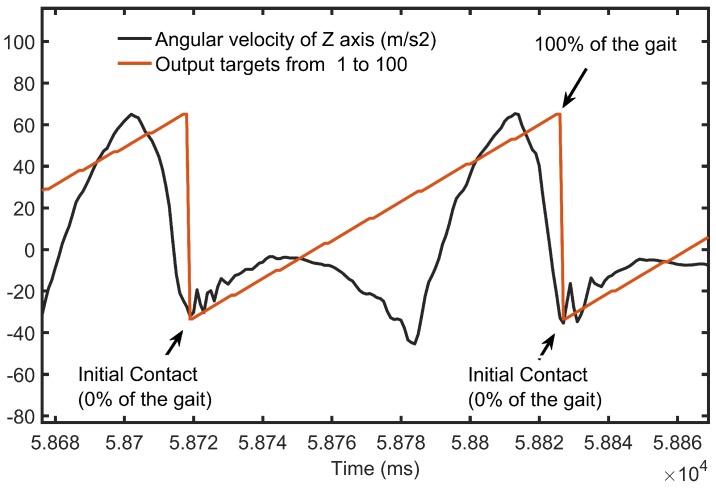 100
Angular velocity of Z axis (m/s2)
100% of the gait
80
Output targets from 1 to 100
60
40
20
0
-20
-40
-60
Initial Contact
(0% of the gait)
Initial Contact
(0% of the gait)
-80
5.868 5.87 5.872 5.874 5.876 5.878 5.88 5.882 5.884 5.886
Time (ms)
×10⁴